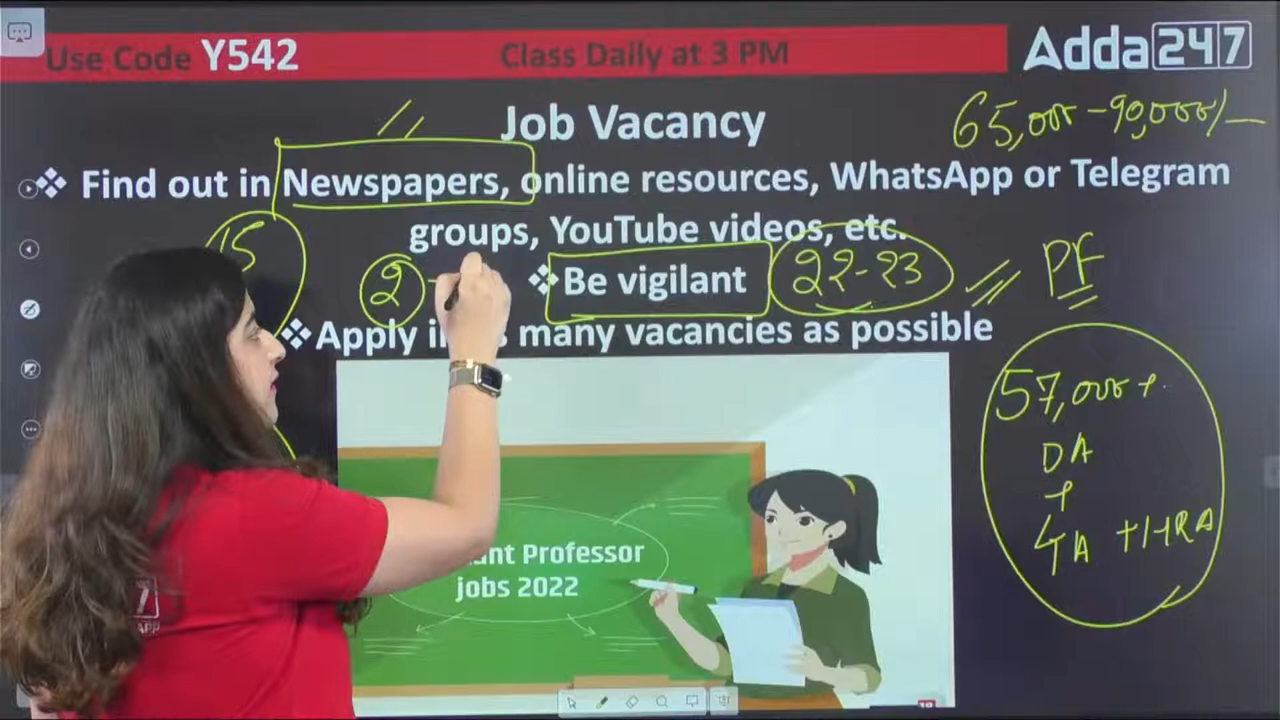 Use Code Y542 Class Daily at 3 PM Adda247
Job Vacancy
65,000-90,000/-
❖ Find out in Newspapers, online resources, WhatsApp or Telegram
groups, YouTube videos, etc.
15
2
❖Be vigilant
22-23
PF
❖Apply in as many vacancies as possible
57,000+
DA
+
TA +HRA
Professor
jobs 2022